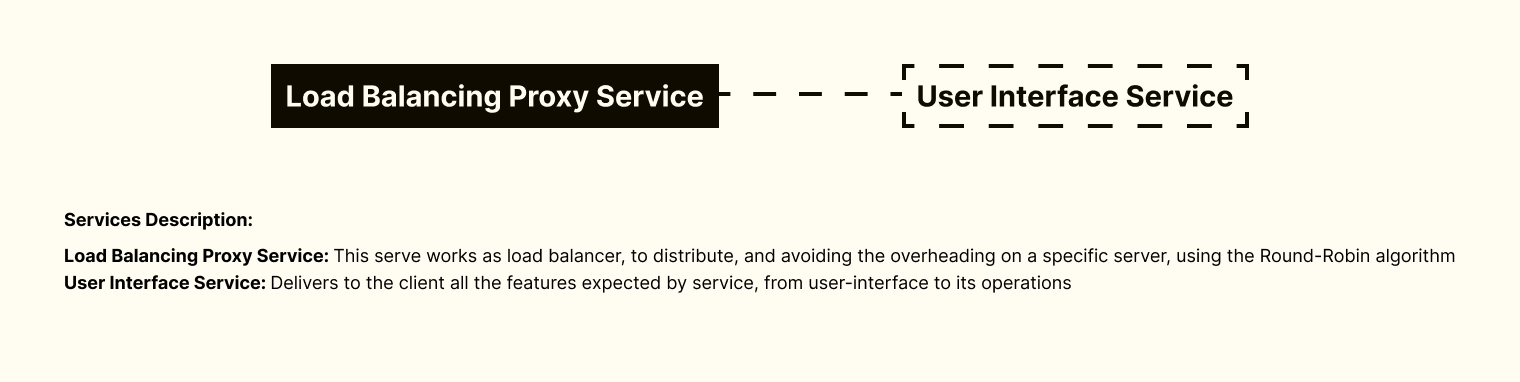 Load Balancing Proxy Service
User Interface Service
Services Description:
Load Balancing Proxy Service: This serve works as load balancer, to distribute, and avoiding the overheading on a specific server, using the Round-Robin algorithm
User Interface Service: Delivers to the client all the features expected by service, from user-interface to its operations